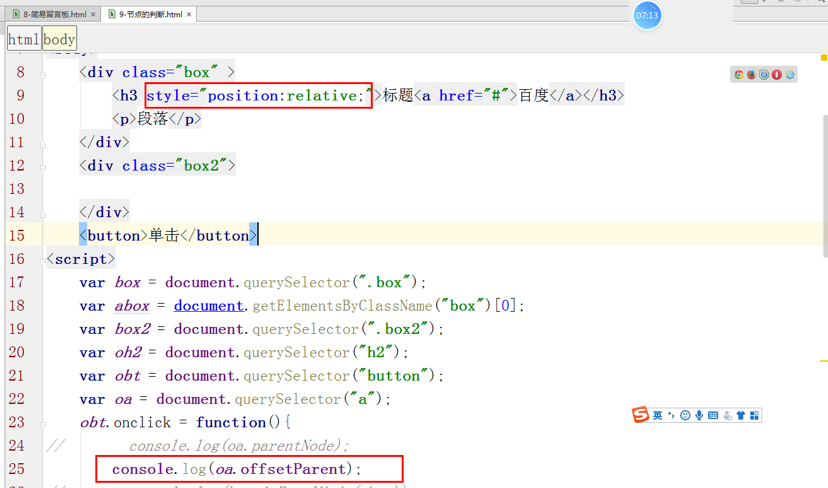 8-简易留言板.html × 9-节点的判断.html ×
07:13
html body
8 <div class="box" >
9 <h3 style="position:relative;">标题<a href="#">百度</a></h3>
10 <p>段落</p>
11 </div>
12 <div class="box2">
13
14 </div>
15 <button>单击</button>
16 <script>
17 var box = document.querySelector(".box");
18 var abox = document.getElementsByClassName("box")[0];
19 var box2 = document.querySelector(".box2");
20 var oh2 = document.querySelector("h2");
21 var obt = document.querySelector("button");
22 var oa = document.querySelector("a");
英
23 obt.onclick = function(){
24 // console.log(oa.parentNode);
25 console.log(oa.offsetParent);